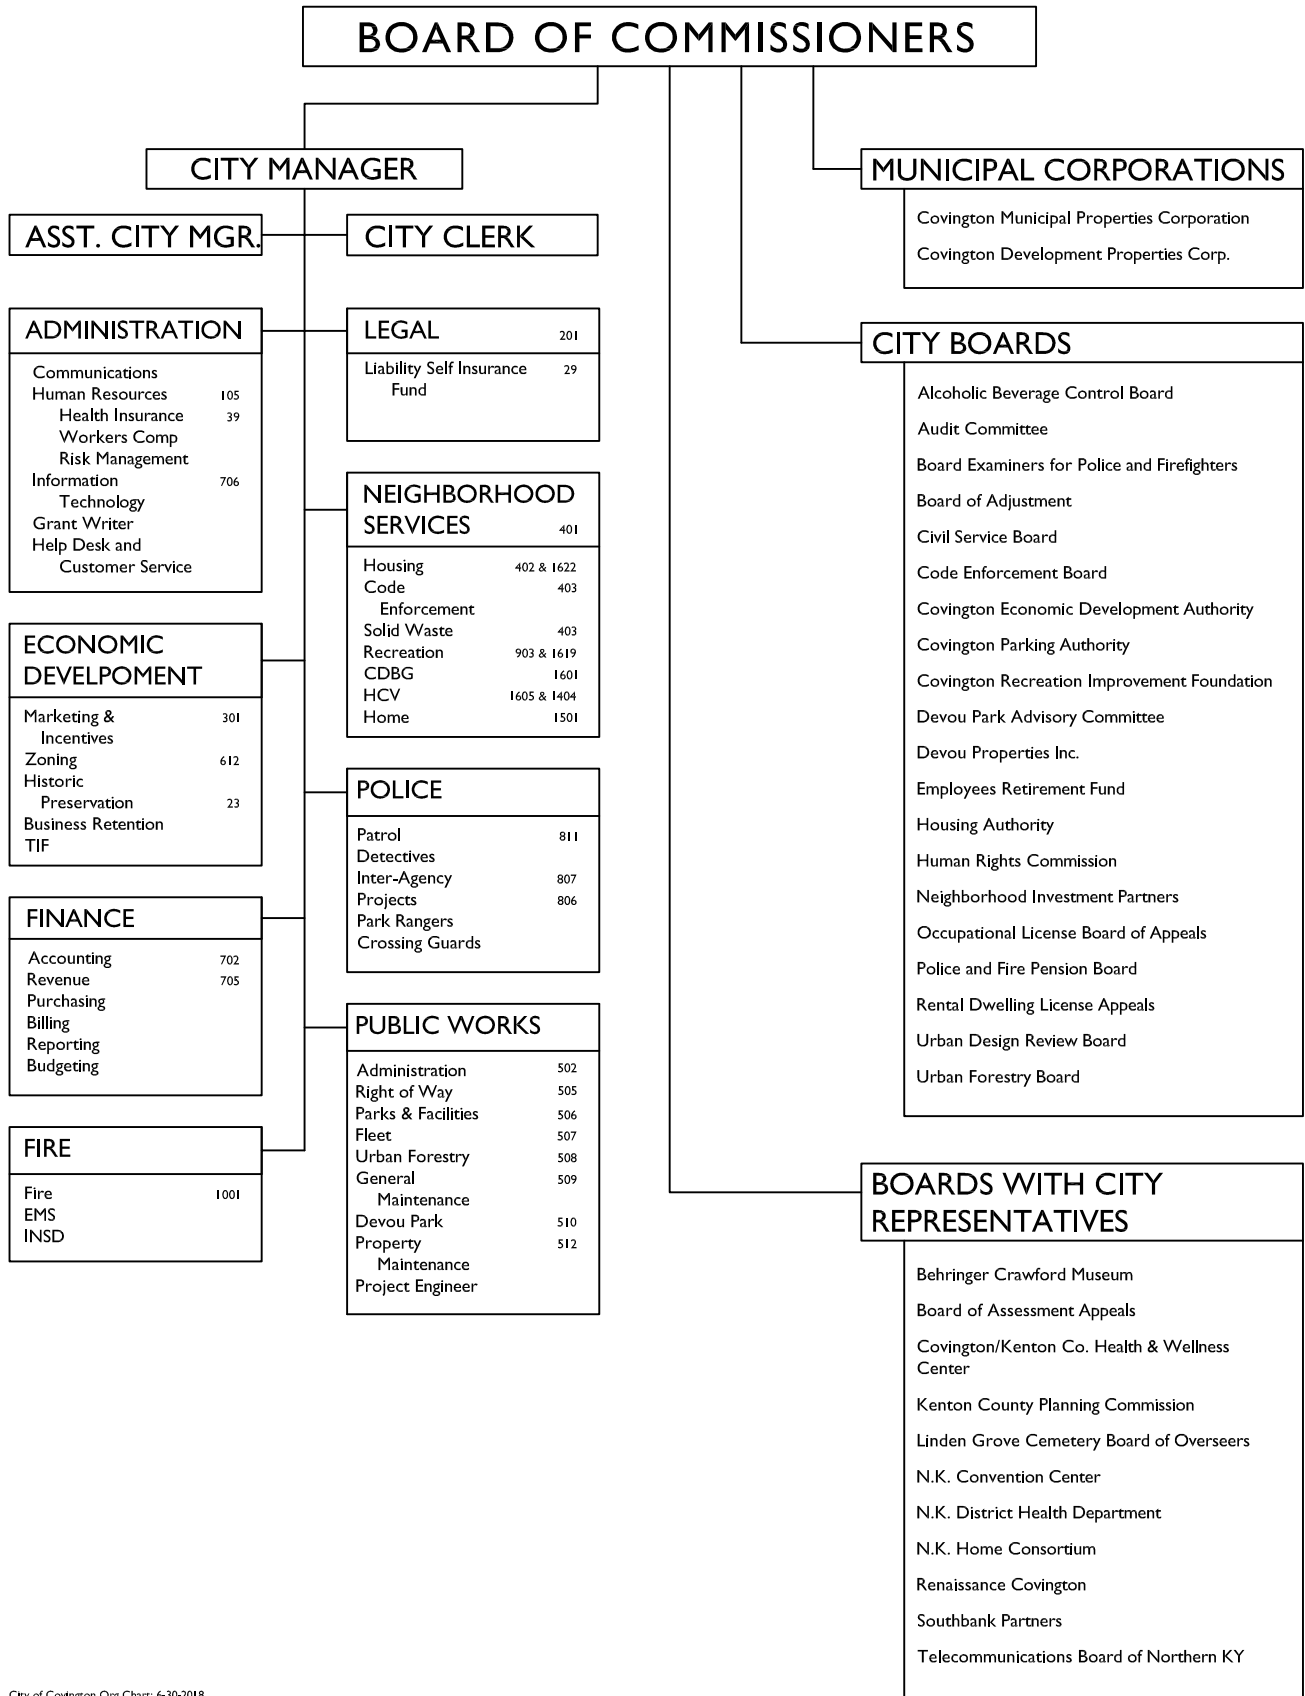 BOARD OF COMMISSIONERS
CITY MANAGER
ASST. CITY MGR.
CITY CLERK
ADMINISTRATION
Communications
Human Resources 105
Health Insurance 39
Workers Comp
Risk Management
Information 706
Technology
Grant Writer
Help Desk and
Customer Service
ECONOMIC
DEVELPOMENT
Marketing & 301
Incentives
Zoning 612
Historic
Preservation 23
Business Retention
TIF
FINANCE
Accounting 702
Revenue 705
Purchasing
Billing
Reporting
Budgeting
FIRE
Fire 1001
EMS
INSD
LEGAL 201
Liability Self Insurance 29
Fund
NEIGHBORHOOD
SERVICES 401
Housing 402 & 1622
Code 403
Enforcement
Solid Waste 403
Recreation 903 & 1619
CDBG 1601
HCV 1605 & 1404
Home 1501
POLICE
Patrol 811
Detectives
Inter-Agency 807
Projects 806
Park Rangers
Crossing Guards
PUBLIC WORKS
Administration 502
Right of Way 505
Parks & Facilities 506
Fleet 507
Urban Forestry 508
General 509
Maintenance
Devou Park 510
Property 512
Maintenance
Project Engineer
MUNICIPAL CORPORATIONS
Covington Municipal Properties Corporation
Covington Development Properties Corp.
CITY BOARDS
Alcoholic Beverage Control Board
Audit Committee
Board Examiners for Police and Firefighters
Board of Adjustment
Civil Service Board
Code Enforcement Board
Covington Economic Development Authority
Covington Parking Authority
Covington Recreation Improvement Foundation
Devou Park Advisory Committee
Devou Properties Inc.
Employees Retirement Fund
Housing Authority
Human Rights Commission
Neighborhood Investment Partners
Occupational License Board of Appeals
Police and Fire Pension Board
Rental Dwelling License Appeals
Urban Design Review Board
Urban Forestry Board
BOARDS WITH CITY
REPRESENTATIVES
Behringer Crawford Museum
Board of Assessment Appeals
Covington/Kenton Co. Health & Wellness
Center
Kenton County Planning Commission
Linden Grove Cemetery Board of Overseers
N.K. Convention Center
N.K. District Health Department
N.K. Home Consortium
Renaissance Covington
Southbank Partners
Telecommunications Board of Northern KY
City of Covington Org Chart: 6-30-2018